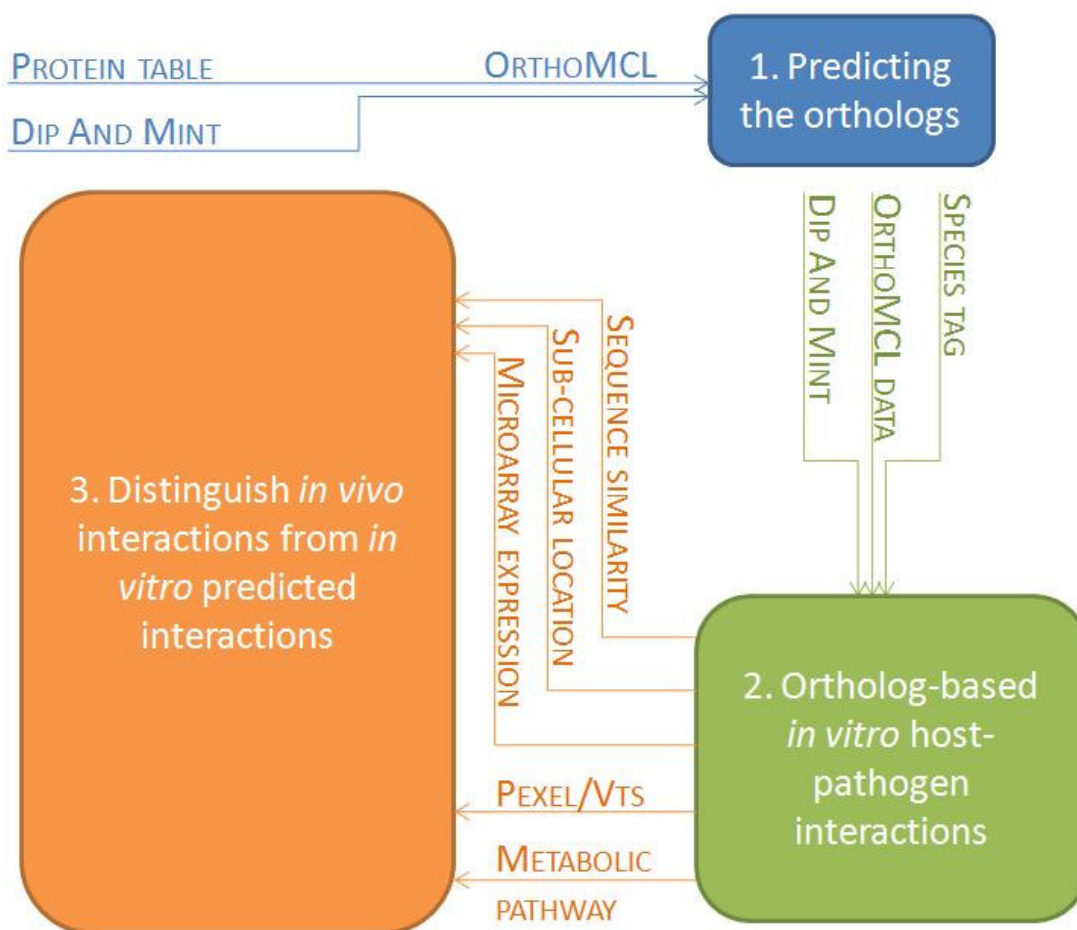 PROTEIN TABLE
ORTHOMCL
DIP AND MINT
1. Predicting
the orthologs
DIP AND MINT
ORTHOMCL DATA
SPECIES TAG
SEQUENCE SIMILARITY
SUB-CELLULAR LOCATION
MICROARRAY EXPRESSION
3. Distinguish in vivo
interactions from in
vitro predicted
interactions
2. Ortholog-based
in vitro host-
pathogen
interactions
PEXEL/VTS
METABOLIC
PATHWAY